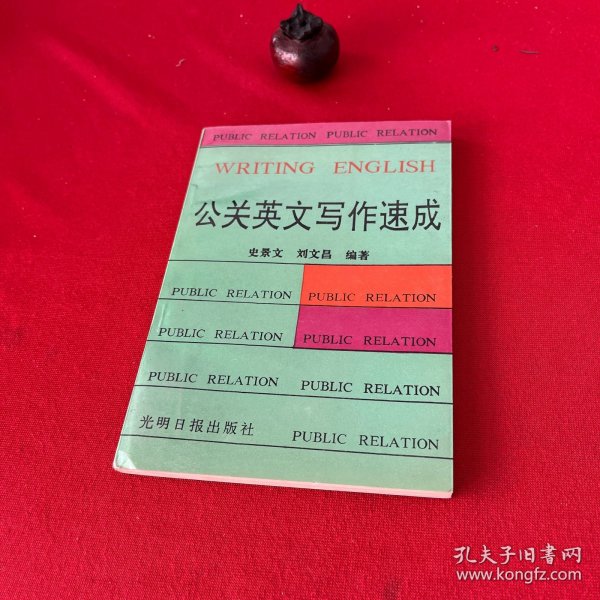 PUBLIC RELATION PUBLIC RELATION
WRITING ENGLISH
公关英文写作速成
史景文 刘文昌 编著
PUBLIC RELATION PUBLIC RELATION
PUBLIC RELATION PUBLIC RELATION
PUBLIC RELATION PUBLIC RELATION
光明日报出版社 PUBLIC RELATION
孔夫子旧书网
www.kongfz.com